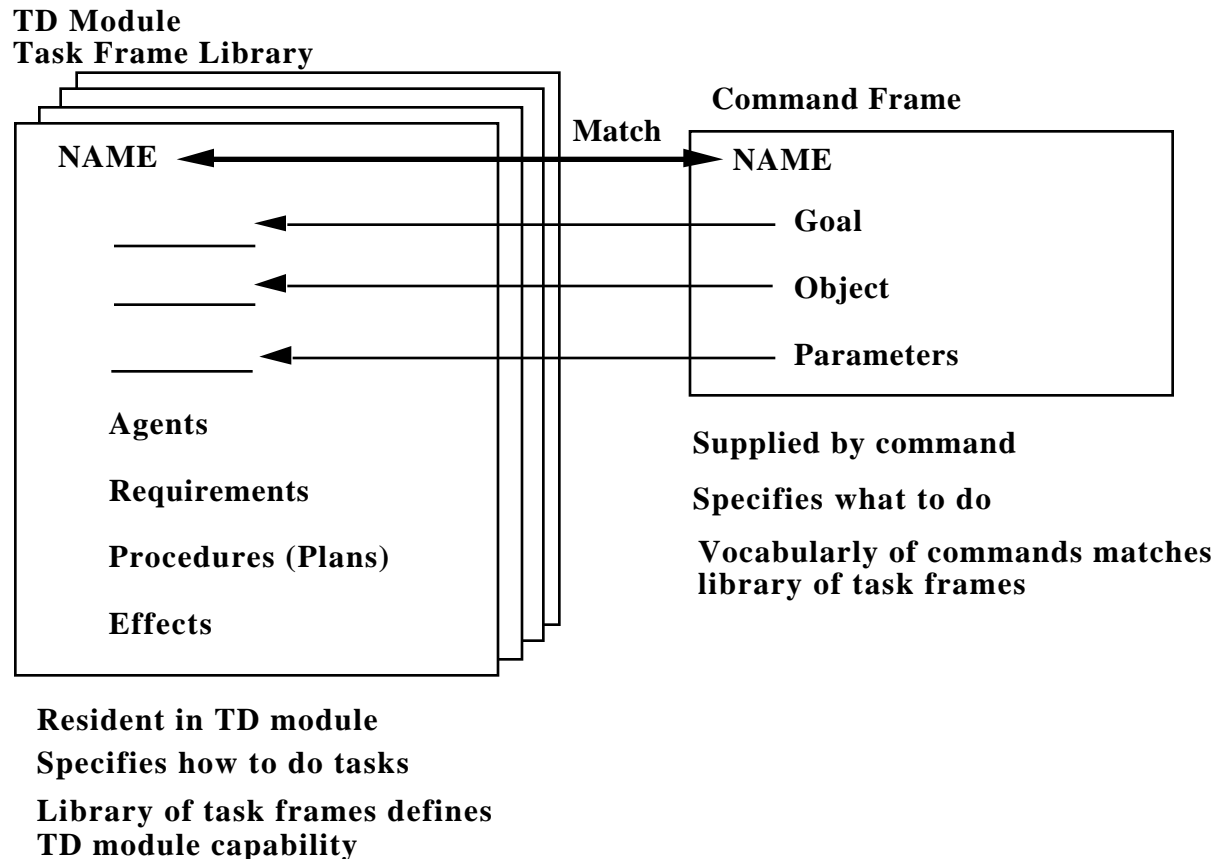 TD Module
Task Frame Library
NAME
Agents
Requirements
Procedures (Plans)
Effects
Resident in TD module
Specifies how to do tasks
Library of task frames defines
TD module capability
Match
Command Frame
NAME
Goal
Object
Parameters
Supplied by command
Specifies what to do
Vocabularly of commands matches
library of task frames